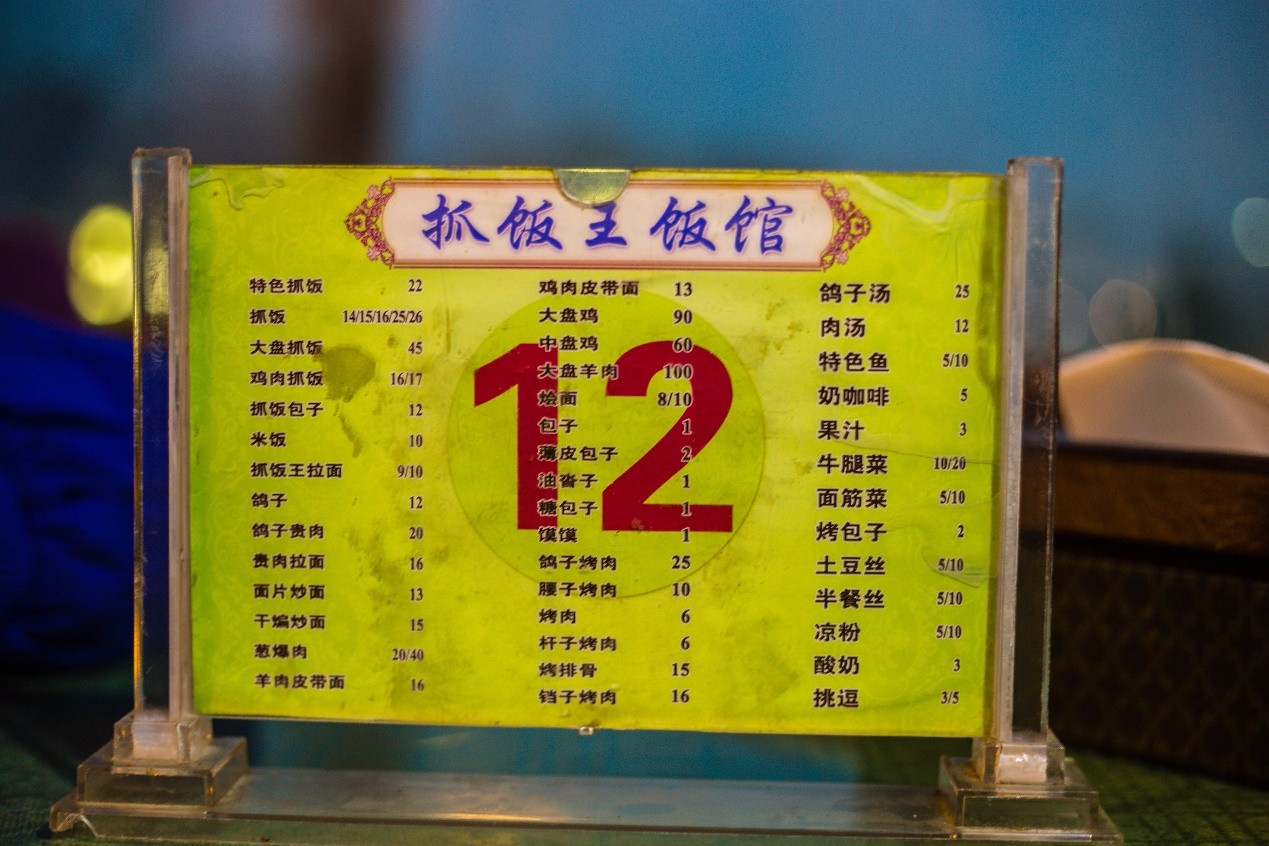 抓饭王饭馆
特色抓饭 22
抓饭 14/15/16/25/26
大盘抓饭 45
鸡肉抓饭 16/17
抓饭包子 12
米饭 10
抓饭王拉面 9/10
鸽子 12
鸽子贵肉 20
贵肉拉面 16
面片炒面 13
干煸炒面 15
葱爆肉 20/40
羊肉皮带面 16
鸡肉皮带面 13
大盘鸡 90
中盘鸡 60
大盘羊肉 100
烩面 8/10
包子 1
薄皮包子 2
油沓子 1
糖包子 1
馍馍 1
鸽子烤肉 25
腰子烤肉 10
烤肉 6
杆子烤肉 6
烤排骨 15
铛子烤肉 16
鸽子汤 25
肉汤 12
特色鱼 5/10
奶咖啡 5
果汁 3
牛腿菜 10/20
面筋菜 5/10
烤包子 2
土豆丝 5/10
半餐丝 5/10
凉粉 5/10
酸奶 3
挑逗 3/5
12